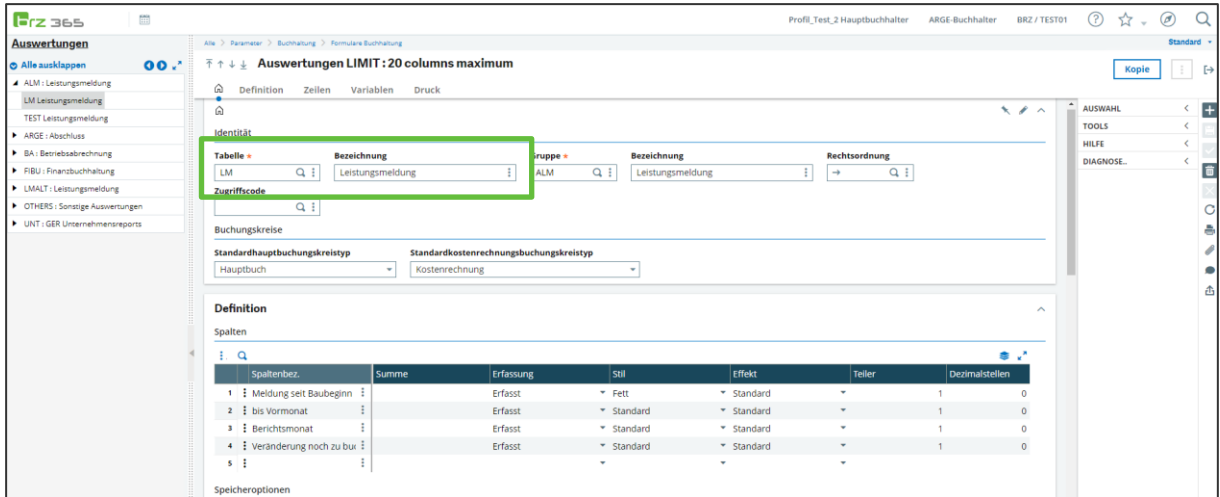 brz 365
Profil_Test_2 Hauptbuchhalter ARGE-Buchhalter BRZ / TEST01
Auswertungen
Alle > Parameter > Buchhaltung > Formulare Buchhaltung
Standard
Alle ausklappen
Auswertungen LIMIT : 20 columns maximum
Kopie
ALM : Leistungsmeldung
LM Leistungsmeldung
TEST Leistungsmeldung
ARGE : Abschluss
BA : Betriebsabrechnung
FIBU : Finanzbuchhaltung
LMALT : Leistungsmeldung
OTHERS : Sonstige Auswertungen
UNT : GER Unternehmensreports
Definition Zeilen Variablen Druck
Identität
Tabelle * Bezeichnung Gruppe * Bezeichnung Rechtsordnung
LM Leistungsmeldung ALM Leistungsmeldung
Zugriffscode
Buchungskreise
Standardhauptbuchungskreistyp Standardkostenrechnungsbuchungskreistyp
Hauptbuch Kostenrechnung
Definition
Spalten
Spaltenbez. Summe Erfassung Stil Effekt Teiler Dezimalstellen
1 Meldung seit Baubeginn Erfasst Fett Standard 1 0
2 bis Vormonat Erfasst Standard Standard 1 0
3 Berichtsmonat Erfasst Standard Standard 1 0
4 Veränderung noch zu buc Erfasst Standard Standard 1 0
5
Speicheroptionen
AUSWAHL
TOOLS
HILFE
DIAGNOSE..